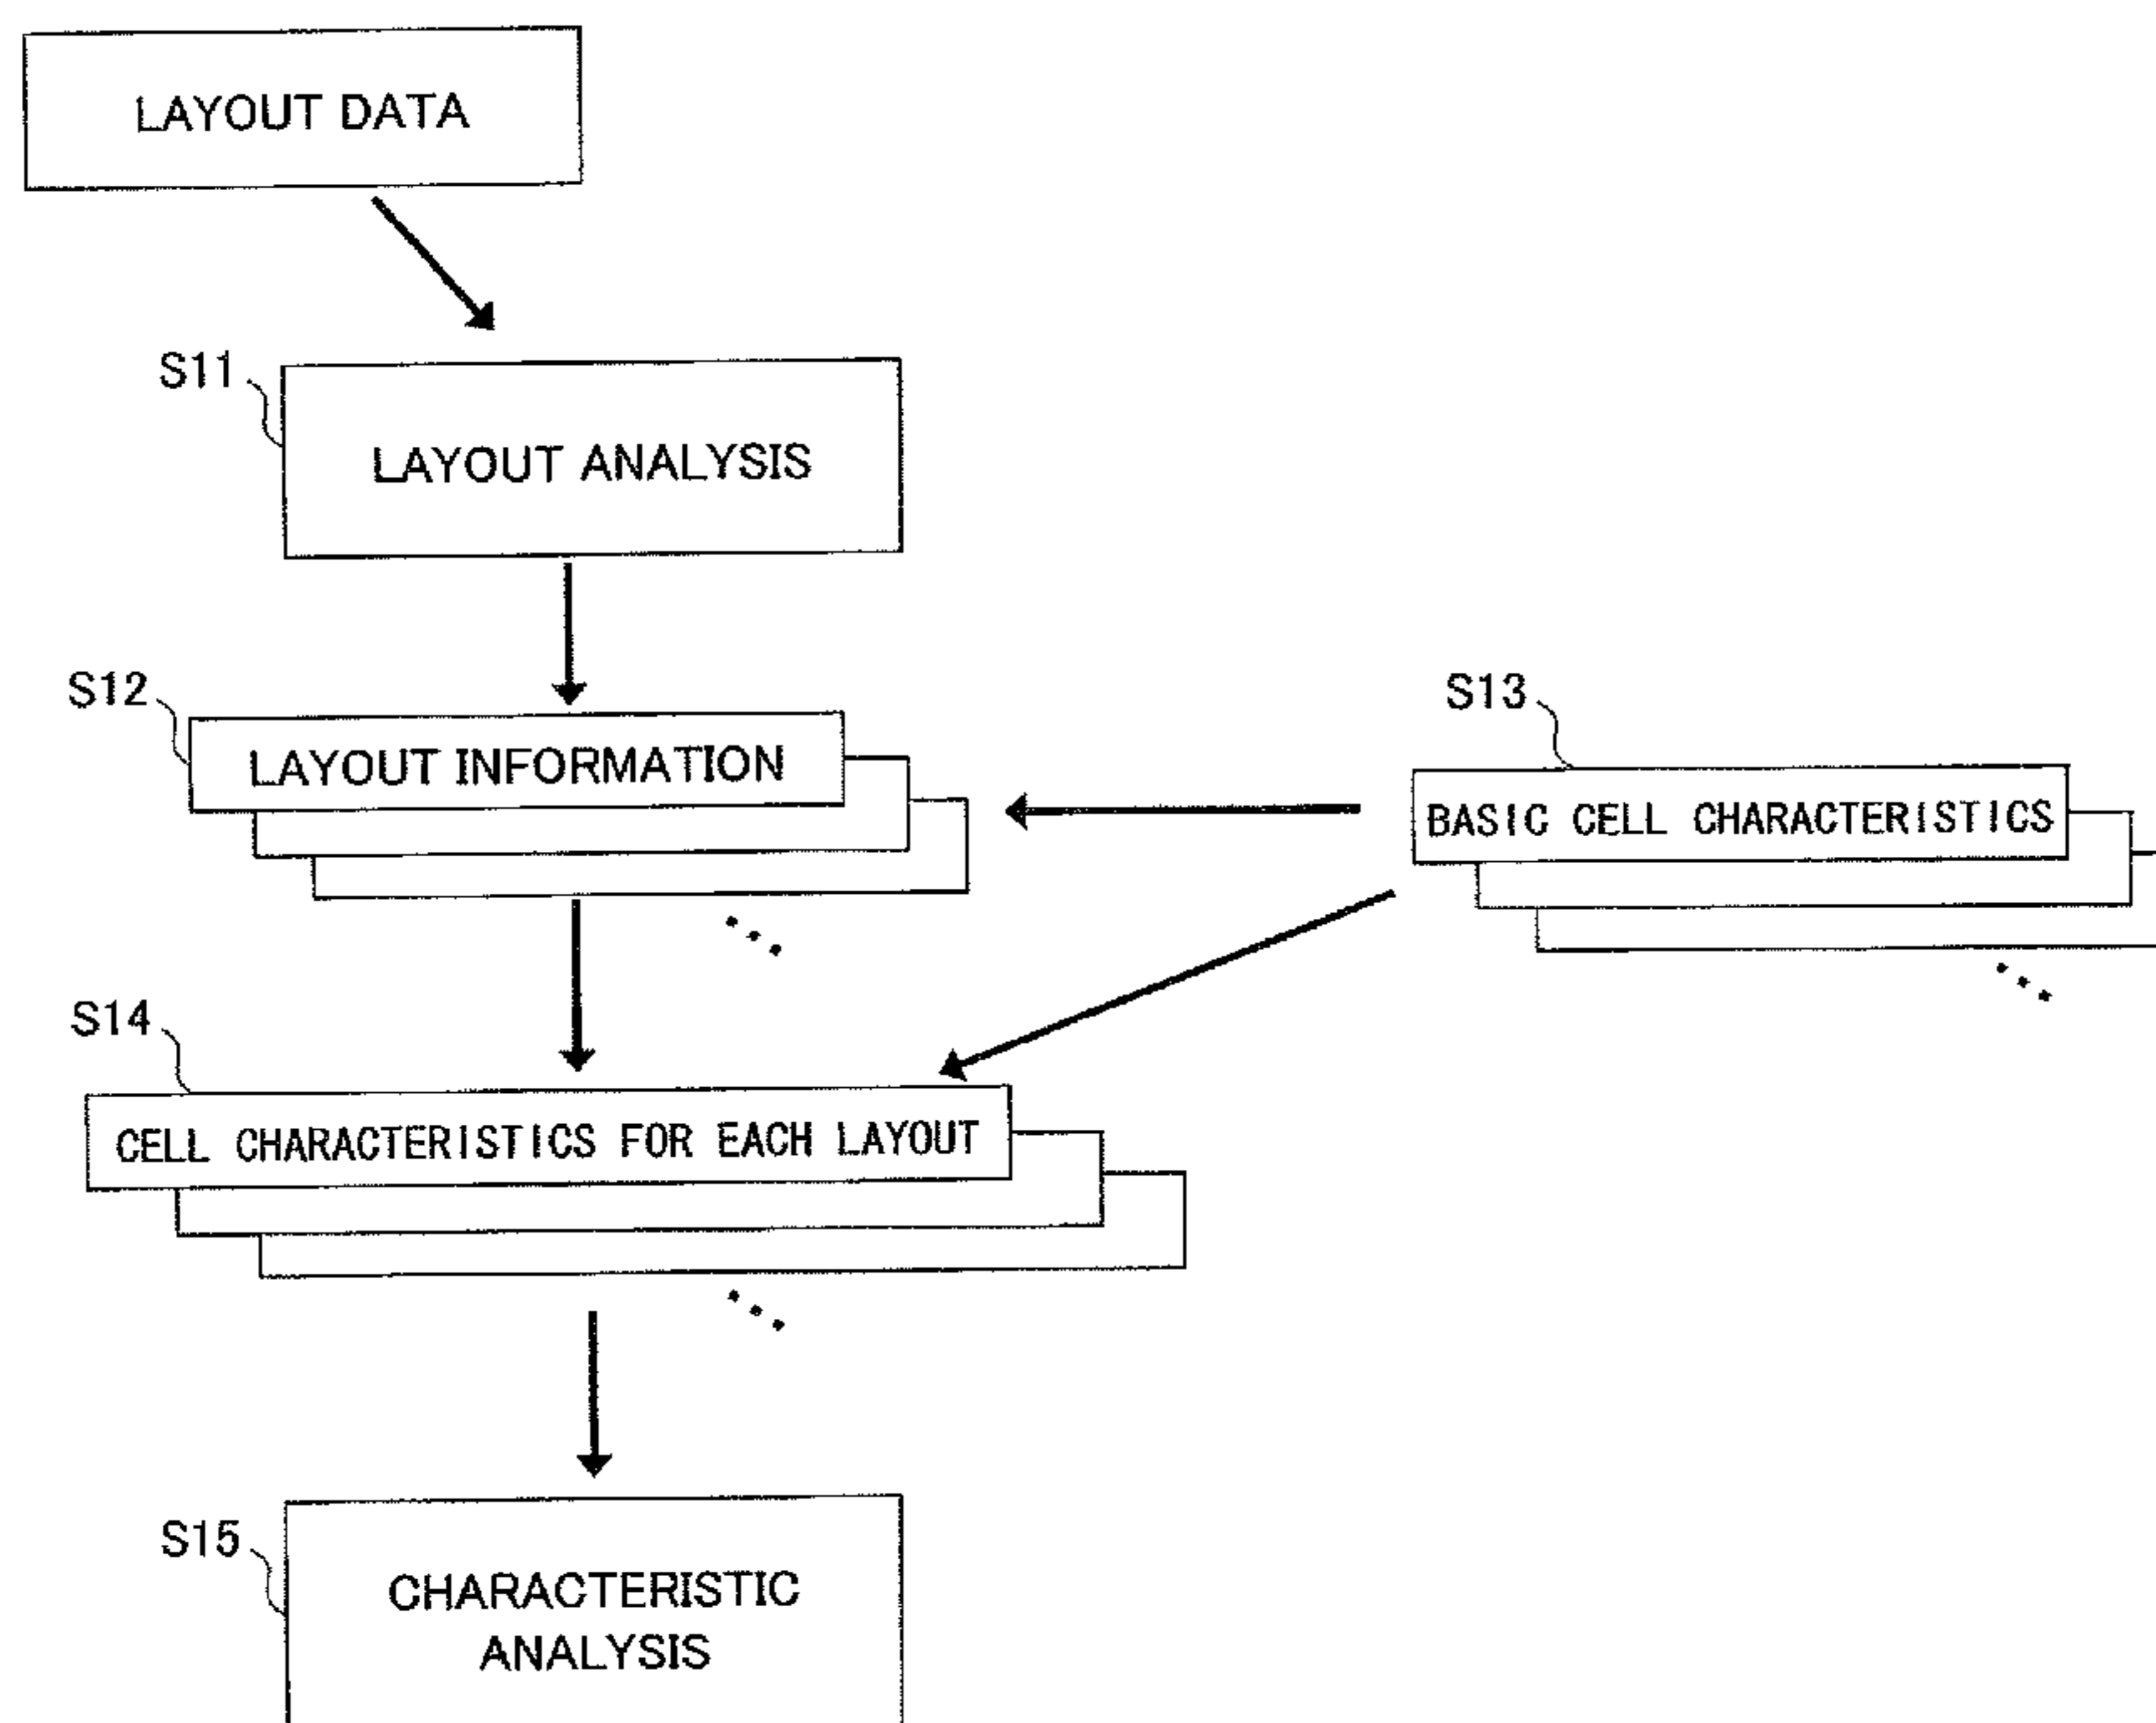 LAYOUT DATA
S11
LAYOUT ANALYSIS
S12
LAYOUT INFORMATION
S13
BASIC CELL CHARACTERISTICS
S14
CELL CHARACTERISTICS FOR EACH LAYOUT
S15
CHARACTERISTIC
ANALYSIS